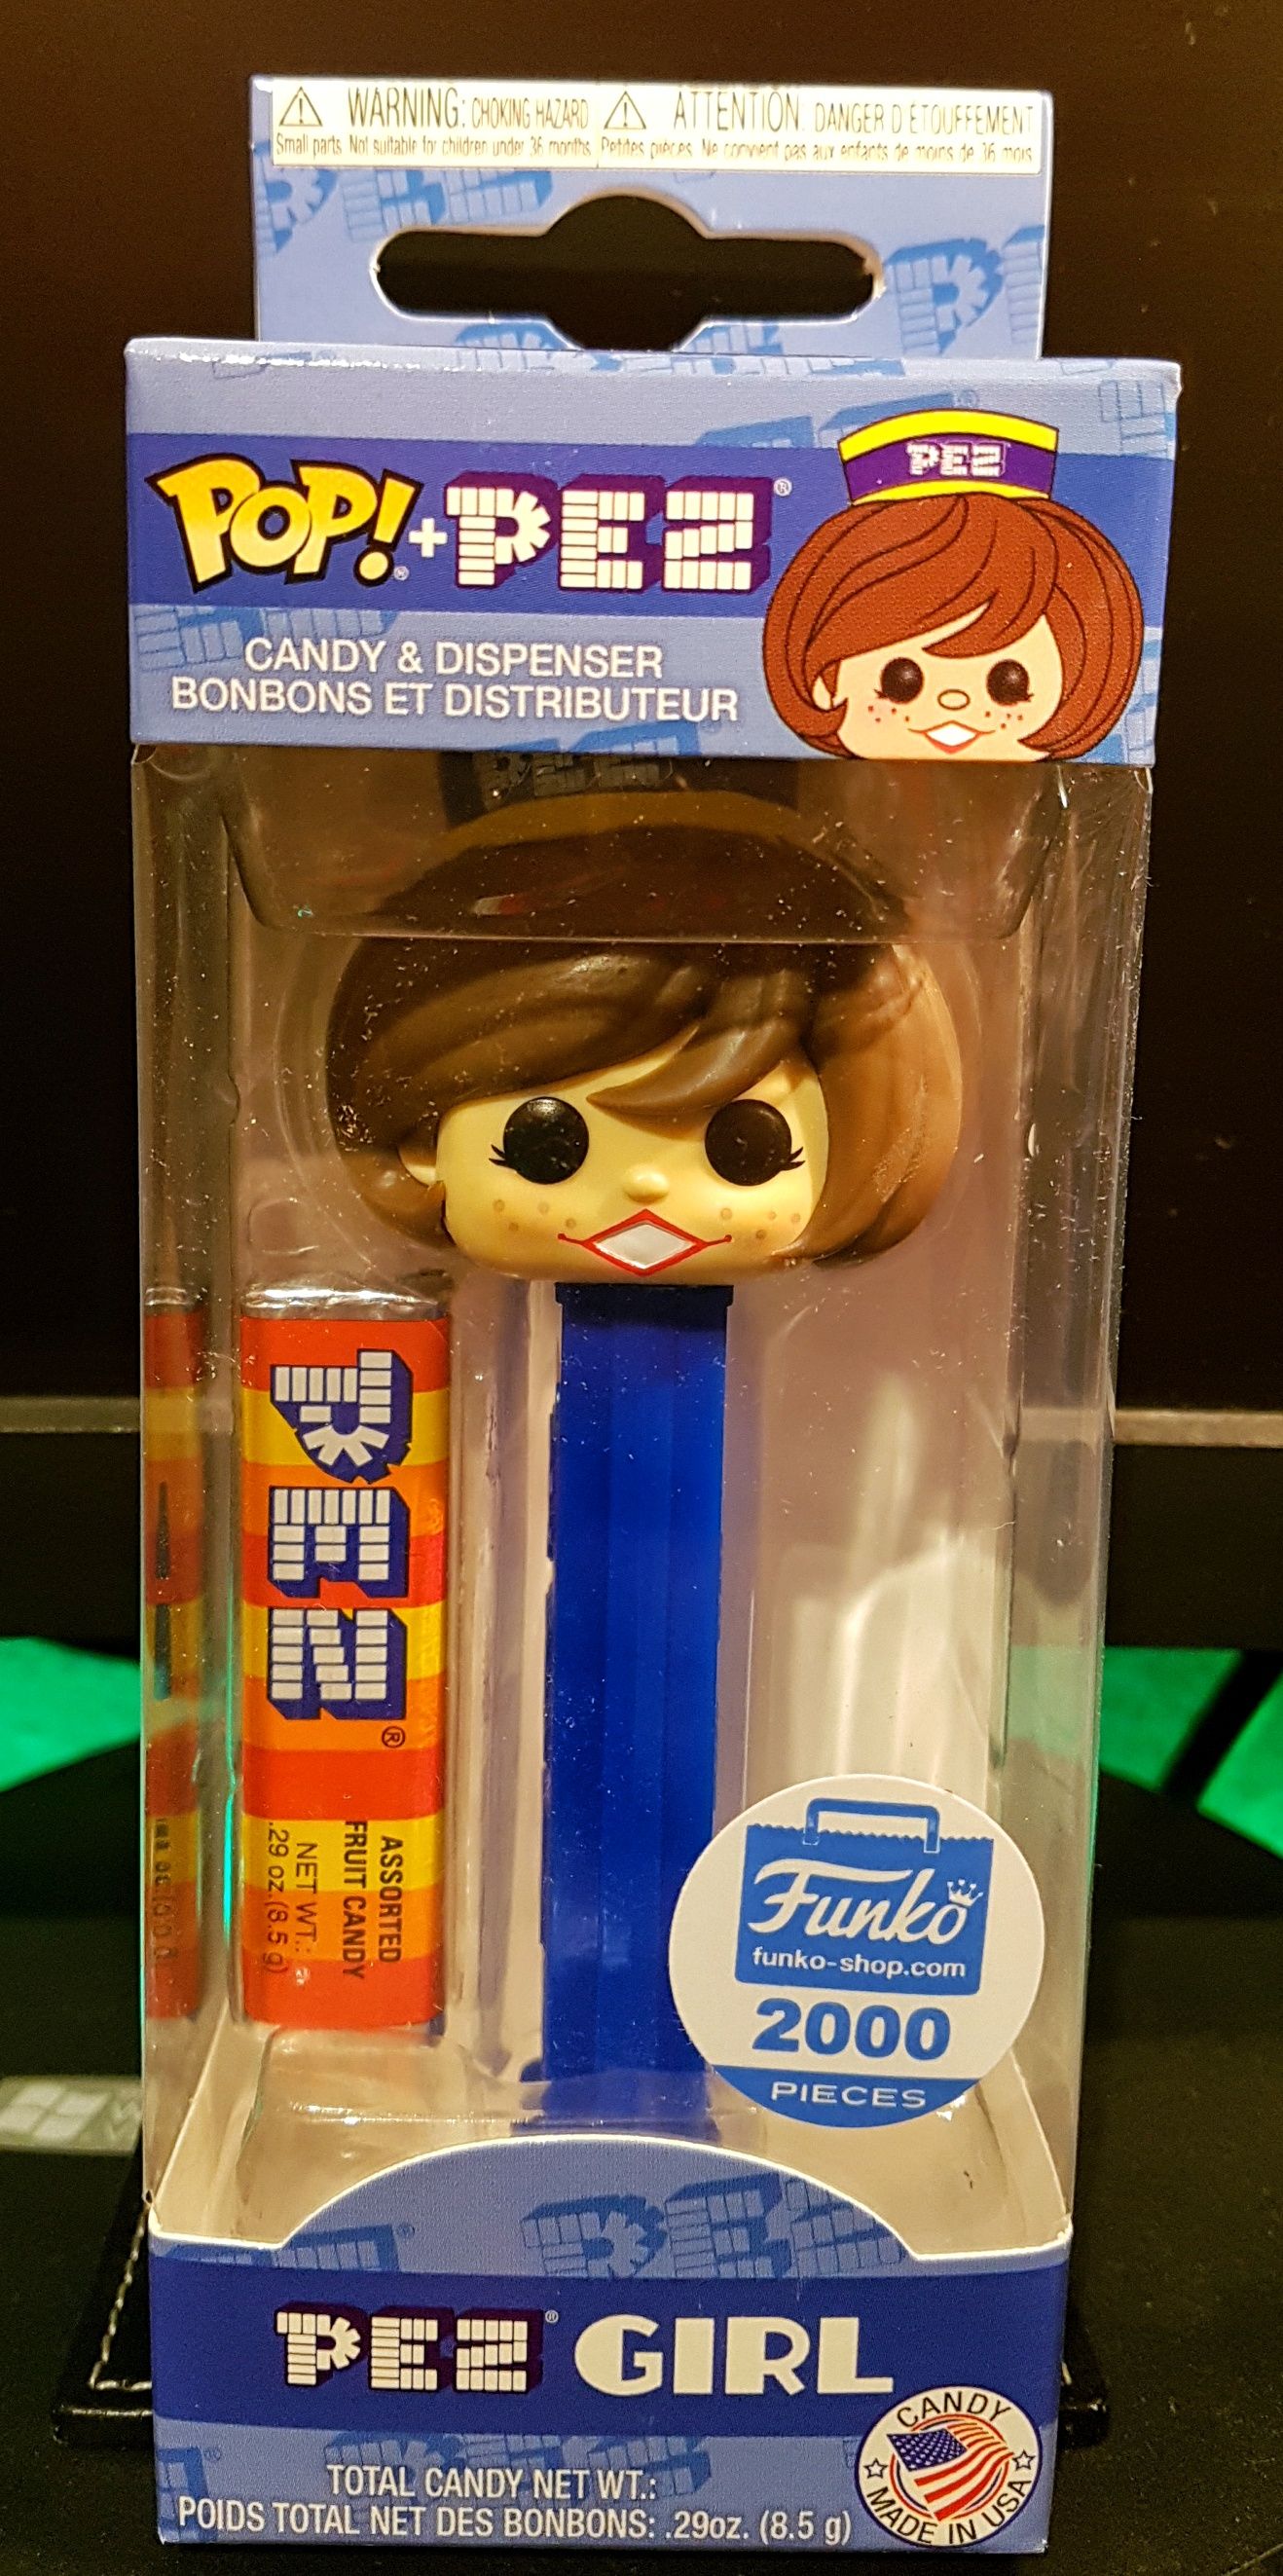 WARNING: CHOKING HAZARD
Small parts. Not suitable for children under 36 months.
ATTENTION: DANGER D'ÉTOUFFEMENT
Petites pièces. Ne convient pas aux enfants de moins de 36 mois.
PEZ
POP!® + PEZ®
CANDY & DISPENSER
BONBONS ET DISTRIBUTEUR
PEZ®
ASSORTED
FRUIT CANDY
NET WT.:
.29 oz. (8.5 g)
Funko
funko-shop.com
2000
PIECES
PEZ® GIRL
CANDY
MADE IN USA
TOTAL CANDY NET WT.:
POIDS TOTAL NET DES BONBONS: .29oz. (8.5 g)